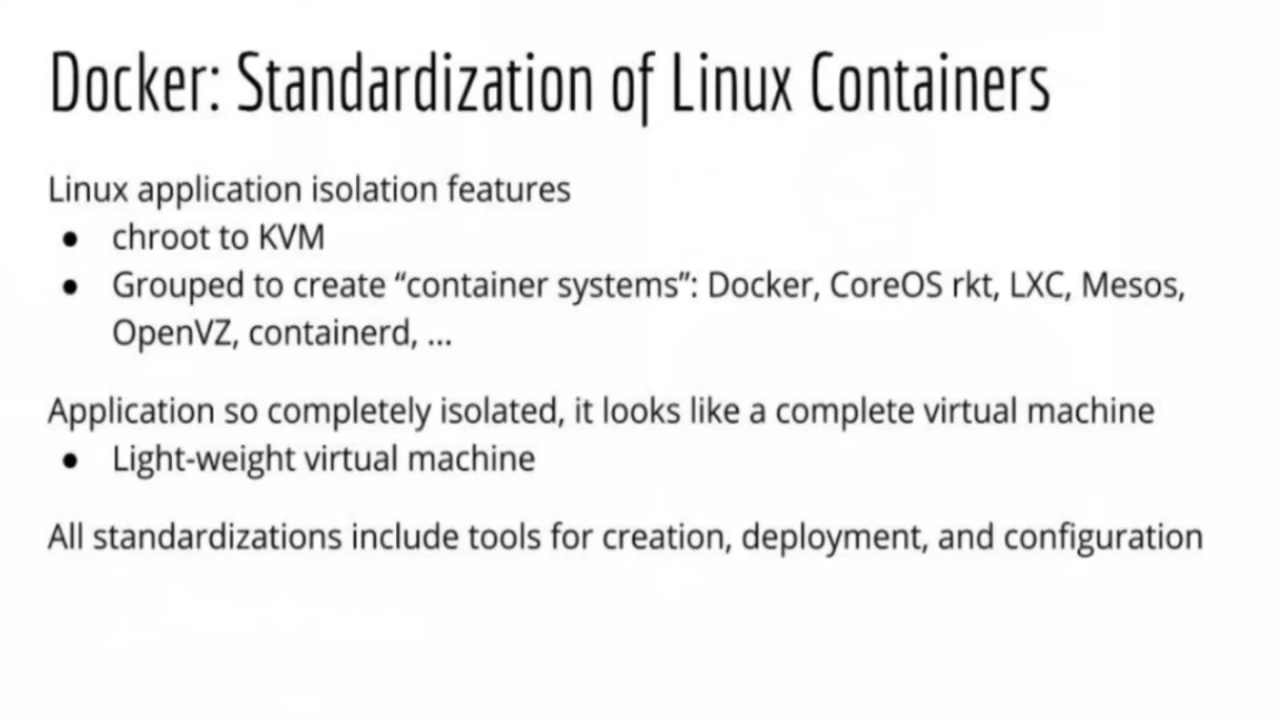 Docker: Standardization of Linux Containers
Linux application isolation features
● chroot to KVM
● Grouped to create “container systems”: Docker, CoreOS rkt, LXC, Mesos,
OpenVZ, containerd, ...
Application so completely isolated, it looks like a complete virtual machine
● Light-weight virtual machine
All standardizations include tools for creation, deployment, and configuration